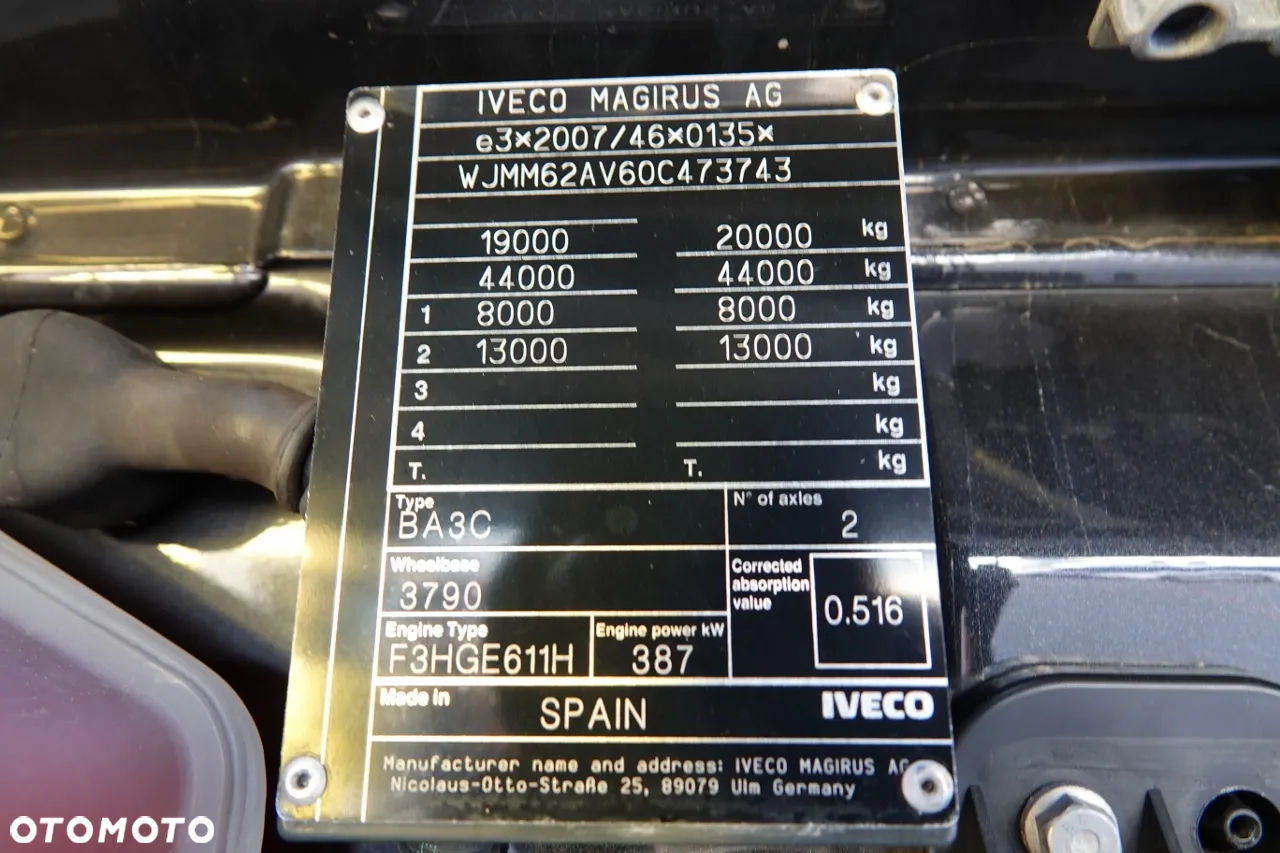 IVECO MAGIRUS AG
e3*2007/46*0135*
WJMM62AV60C473743
19000 20000 kg
44000 44000 kg
1 8000 8000 kg
2 13000 13000 kg
3 kg
4 kg
T. T. kg
Type
BA3C
N° of axles
2
Wheelbase
3790
Corrected
absorption
value
0.516
Engine Type
F3HGE611H
Engine power kW
387
Made in
SPAIN
IVECO
Manufacturer name and address: IVECO MAGIRUS AG
Nicolaus-Otto-Straße 25, 89079 Ulm Germany
OTOMOTO